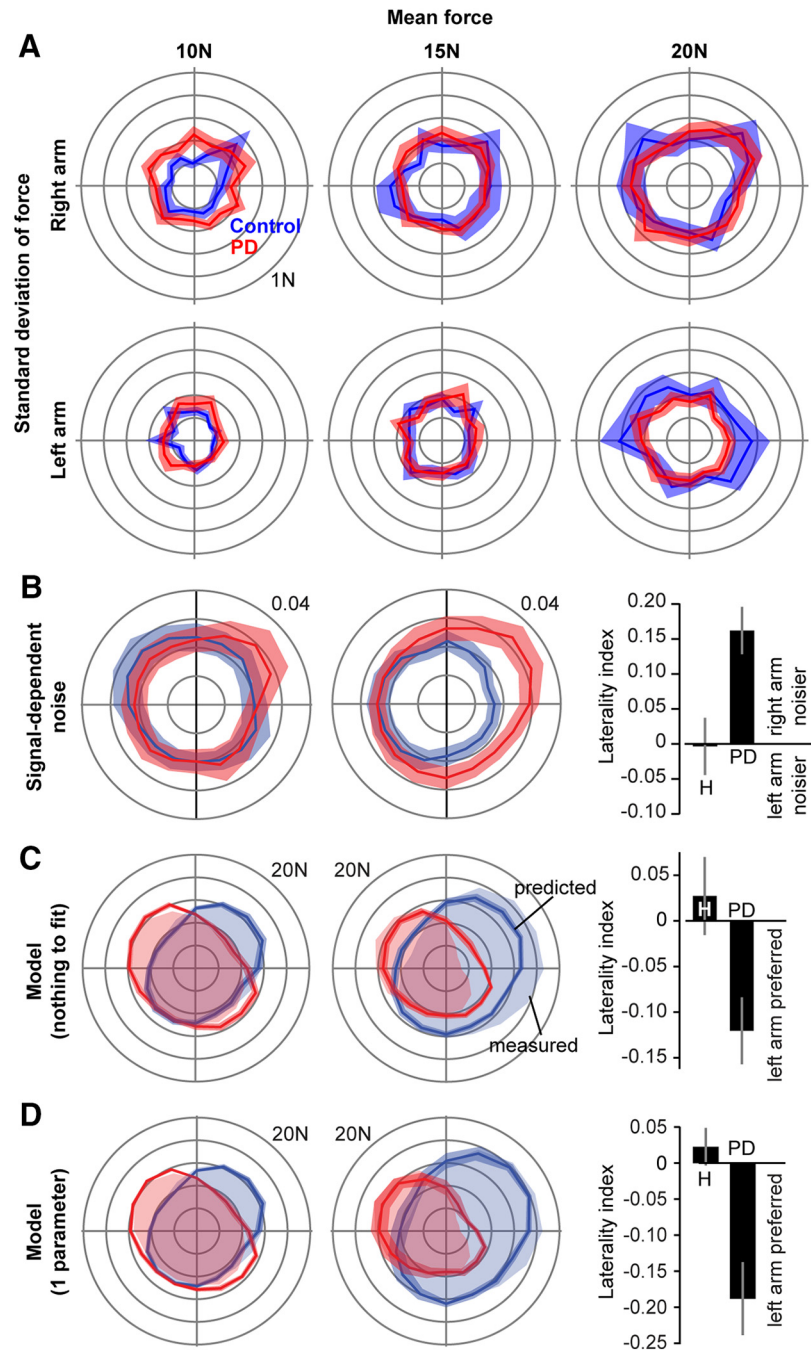 Mean force
A
10N
15N
20N
Standard deviation of force
Right arm
Control
PD
1N
Left arm
B
Signal-dependent
noise
0.04
0.04
Laterality index
0.20
0.15
0.10
0.05
0
-0.05
-0.10
H
PD
right arm
noisier
left arm
noisier
C
Model
(nothing to fit)
20N
20N
predicted
measured
Laterality index
0.05
0
-0.05
-0.10
-0.15
H
PD
left arm preferred
D
Model
(1 parameter)
20N
20N
Laterality index
0.05
0
-0.05
-0.10
-0.15
-0.20
-0.25
PD
H
left arm preferred